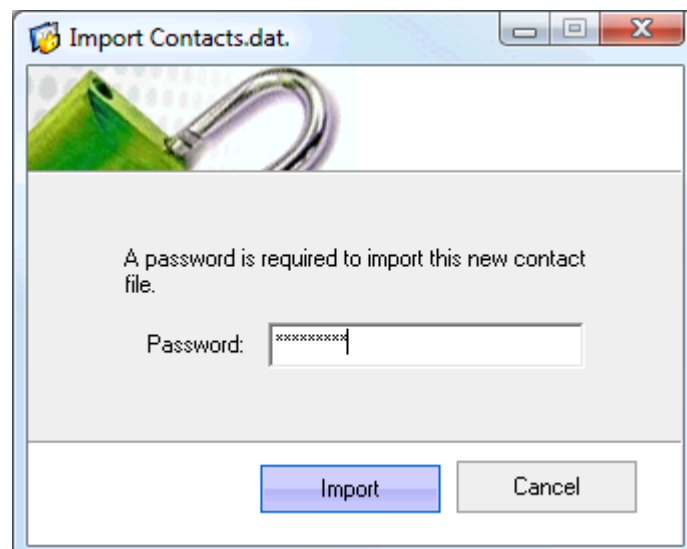 Import Contacts.dat.
A password is required to import this new contact
file.
Password: *********
Import Cancel